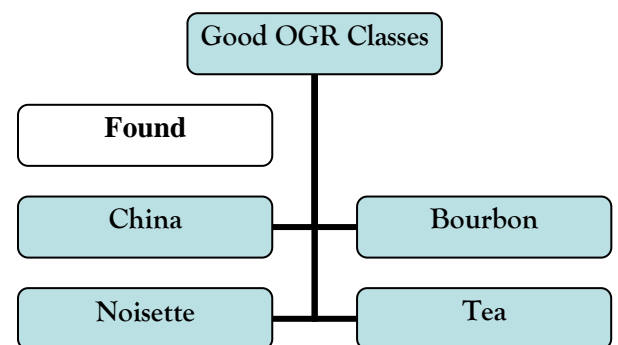 Good OGR Classes
Found
China
Bourbon
Noisette
Tea